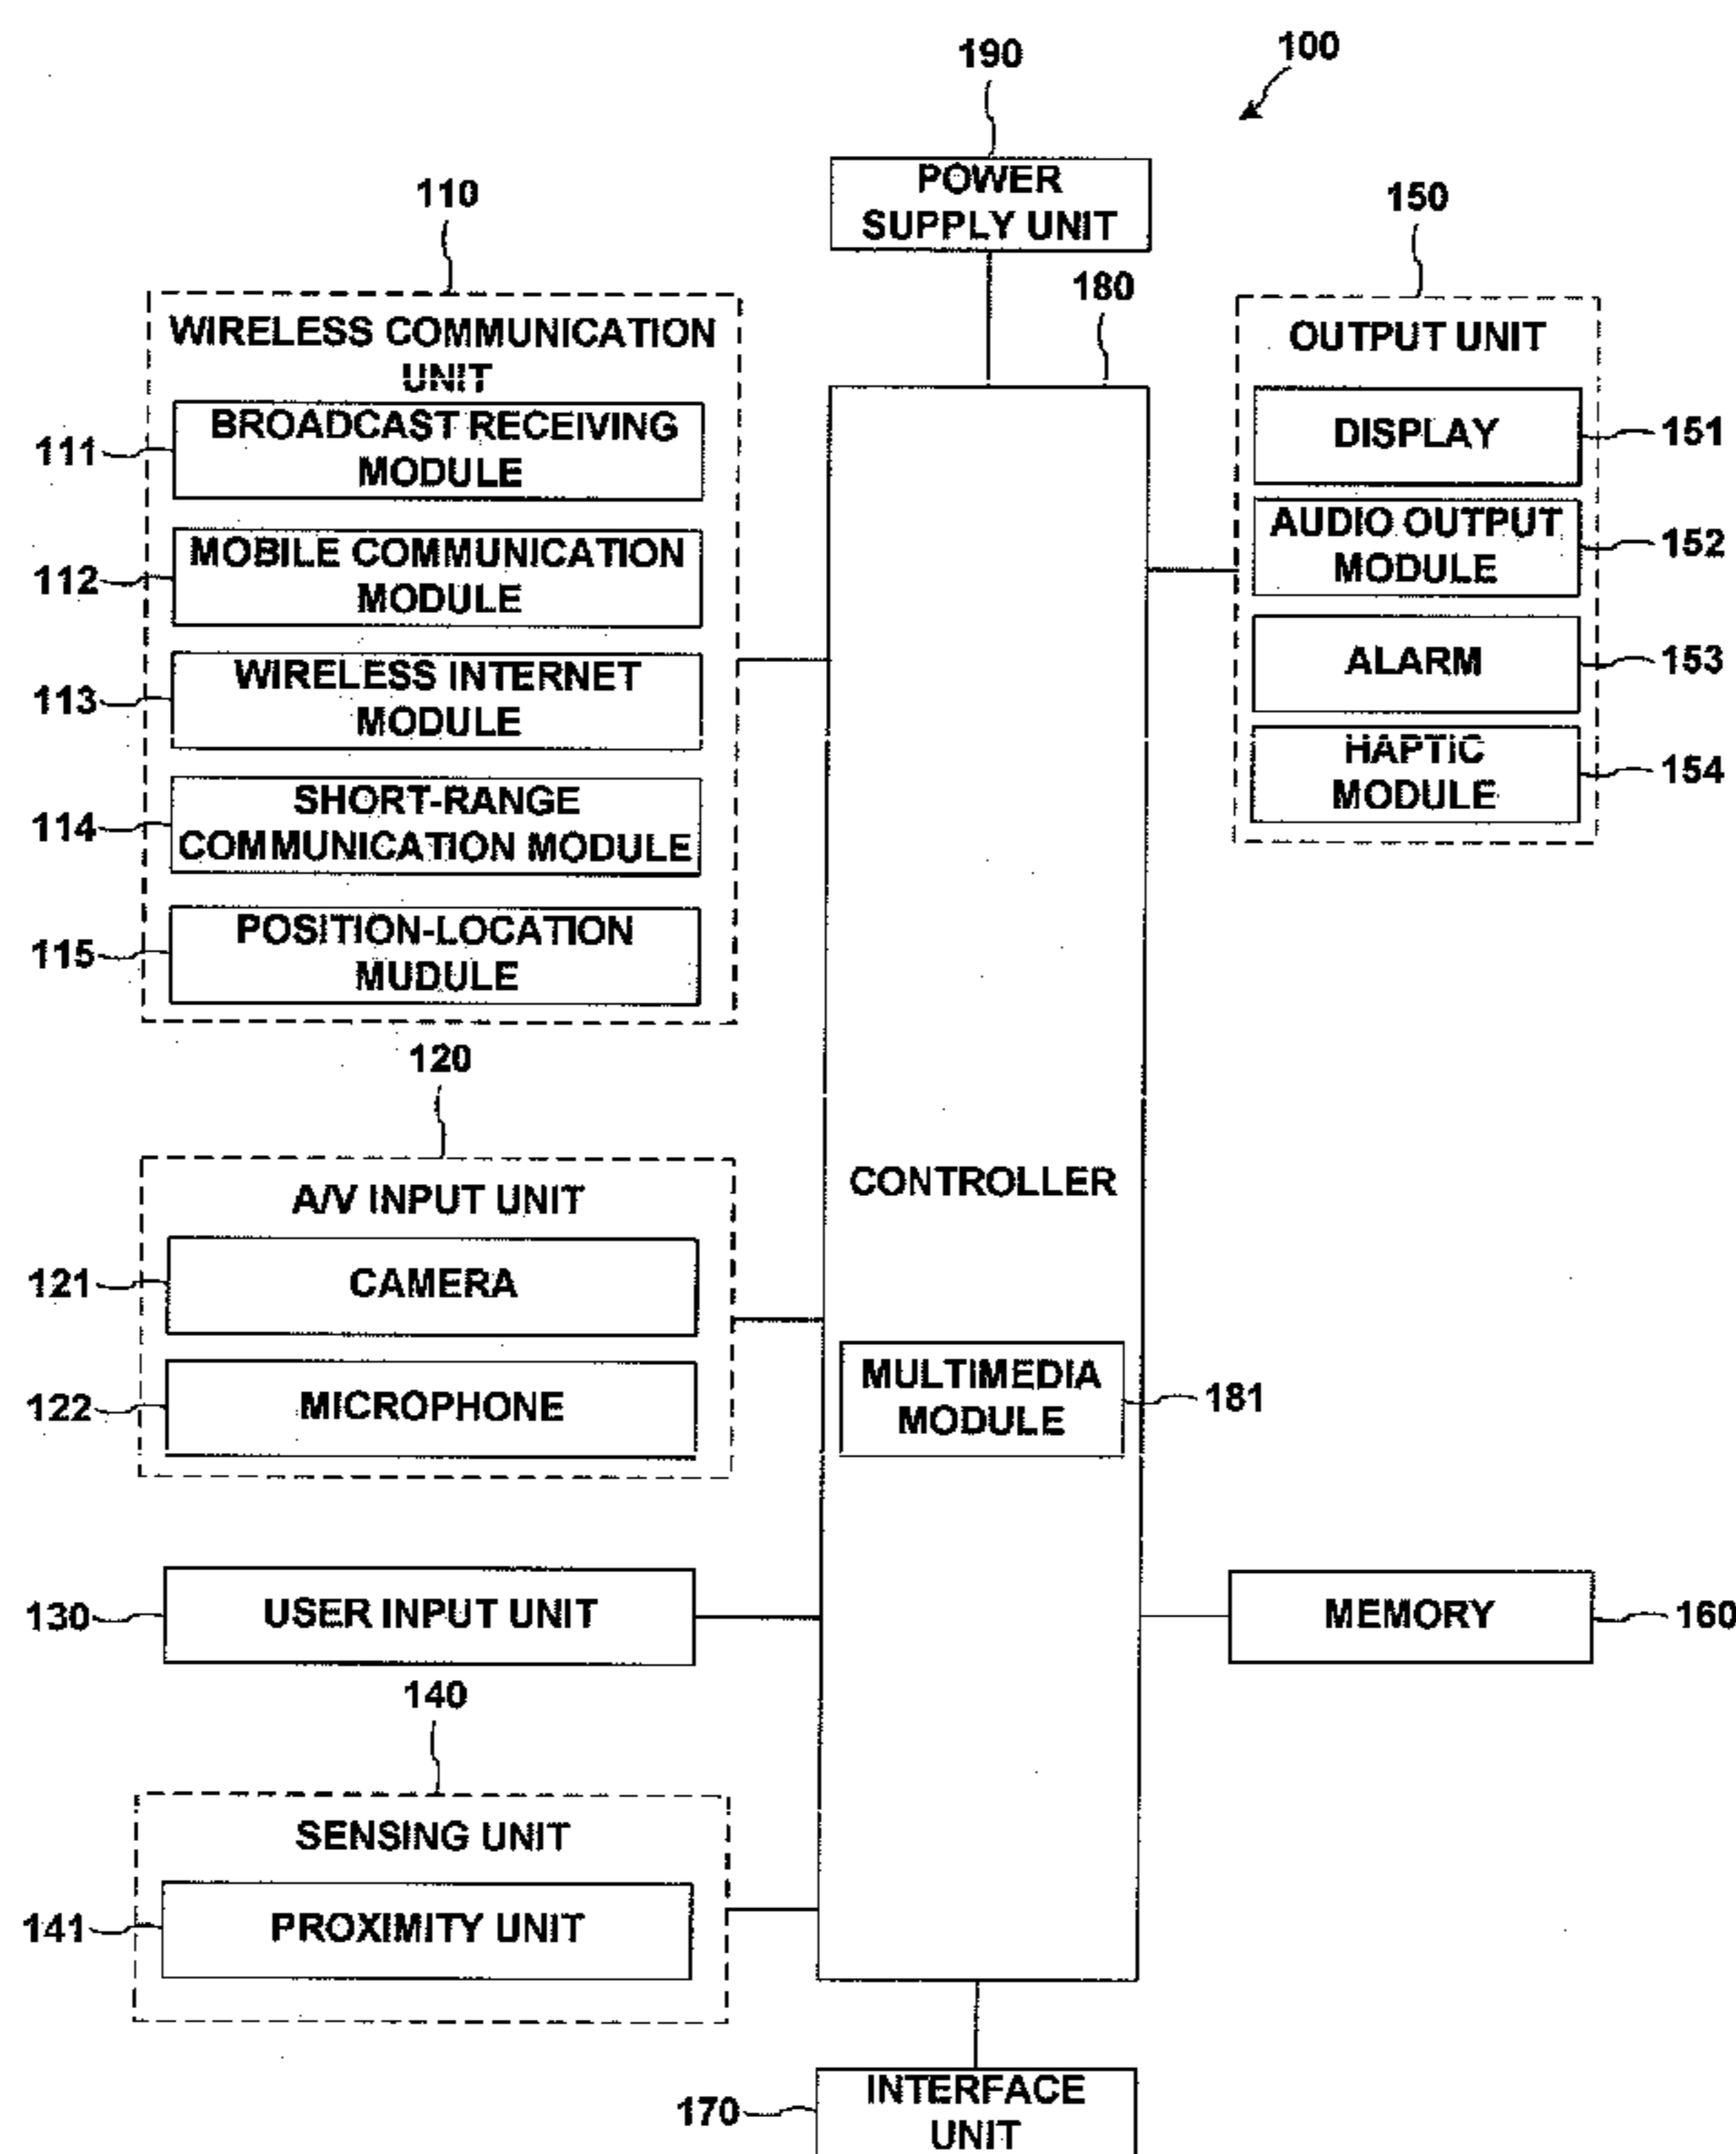 100
190
POWER
SUPPLY UNIT
110
150
180
WIRELESS COMMUNICATION
UNIT
111
BROADCAST RECEIVING
MODULE
112
MOBILE COMMUNICATION
MODULE
113
WIRELESS INTERNET
MODULE
114
SHORT-RANGE
COMMUNICATION MODULE
115
POSITION-LOCATION
MUDULE
OUTPUT UNIT
DISPLAY
151
AUDIO OUTPUT
MODULE
152
ALARM
153
HAPTIC
MODULE
154
120
A/V INPUT UNIT
121
CAMERA
122
MICROPHONE
CONTROLLER
MULTIMEDIA
MODULE
181
130
USER INPUT UNIT
MEMORY
160
140
SENSING UNIT
141
PROXIMITY UNIT
170
INTERFACE
UNIT